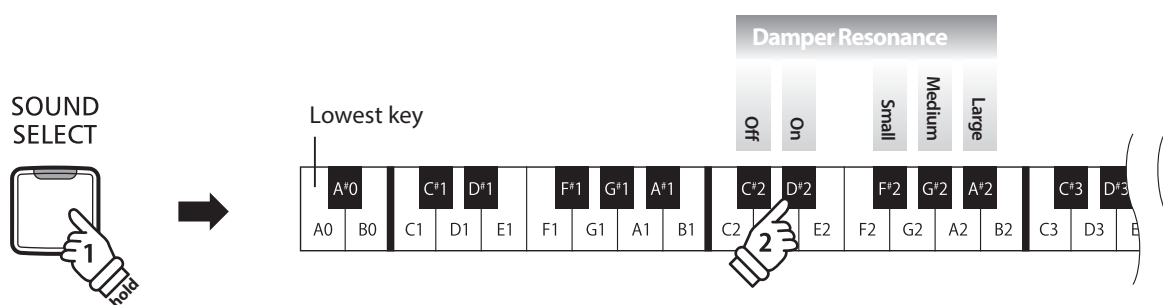 Damper Resonance
Off
On
Small
Medium
Large
SOUND
SELECT
Lowest key
A#0 C#1 D#1 F#1 G#1 A#1 C#2 D#2 F#2 G#2 A#2 C#3 D#3
A0 B0 C1 D1 E1 F1 G1 A1 B1 C2 E2 F2 G2 A2 B2 C3 D3
1
2
hold